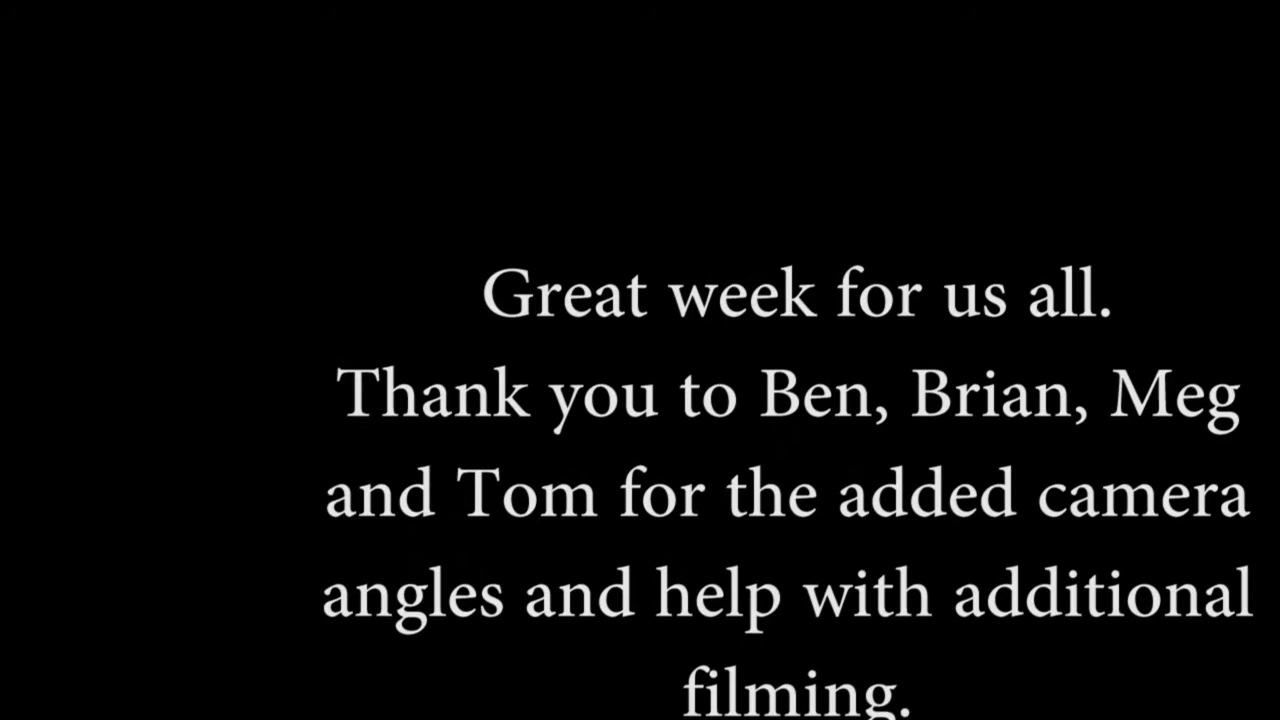 Great week for us all.
Thank you to Ben, Brian, Meg
and Tom for the added camera
angles and help with additional
filming.